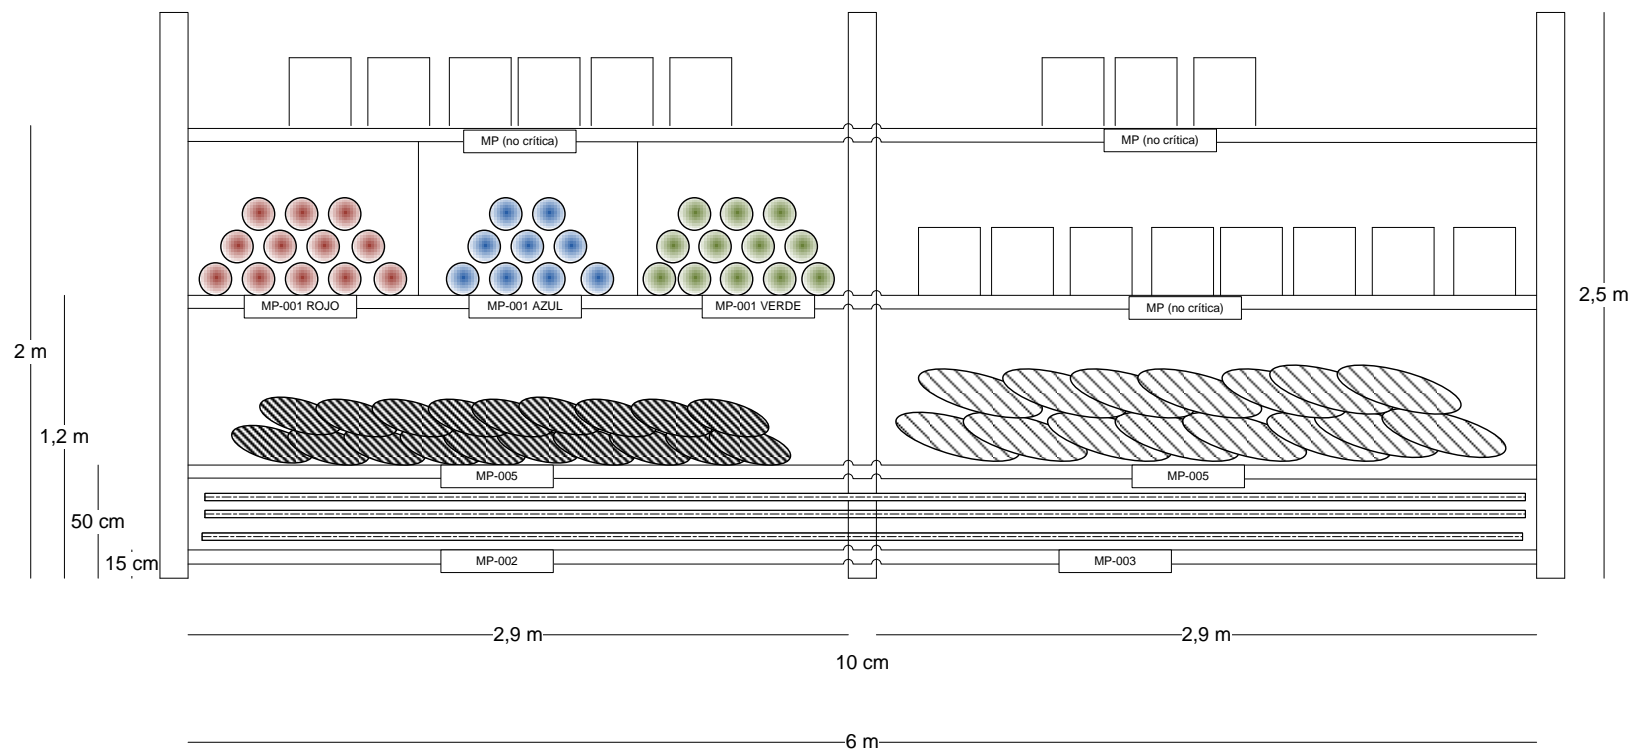 MP (no crítica)
MP (no crítica)
MP-001 ROJO
MP-001 AZUL
MP-001 VERDE
MP (no crítica)
2,5 m
2 m
1,2 m
MP-005
MP-005
50 cm
15 cm
MP-002
MP-003
2,9 m
2,9 m
10 cm
6 m